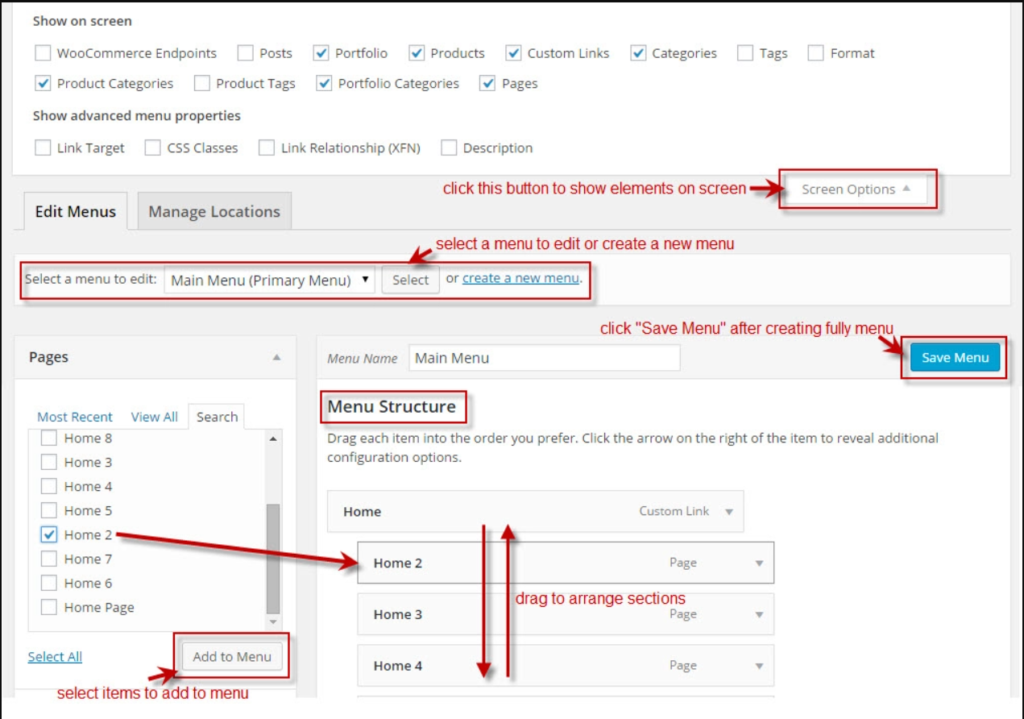 Show on screen
WooCommerce Endpoints Posts Portfolio Products Custom Links Categories Tags Format
Product Categories Product Tags Portfolio Categories Pages
Show advanced menu properties
Link Target CSS Classes Link Relationship (XFN) Description
click this button to show elements on screen Screen Options
Edit Menus Manage Locations
select a menu to edit or create a new menu
Select a menu to edit: Main Menu (Primary Menu) Select or create a new menu.
click "Save Menu" after creating fully menu
Pages
Menu Name Main Menu Save Menu
Most Recent View All Search
Home 8
Home 3
Home 4
Home 5
Home 2
Home 7
Home 6
Home Page
Select All Add to Menu
select items to add to menu
Menu Structure
Drag each item into the order you prefer. Click the arrow on the right of the item to reveal additional
configuration options.
Home Custom Link
Home 2 Page
drag to arrange sections
Home 3 Page
Home 4 Page